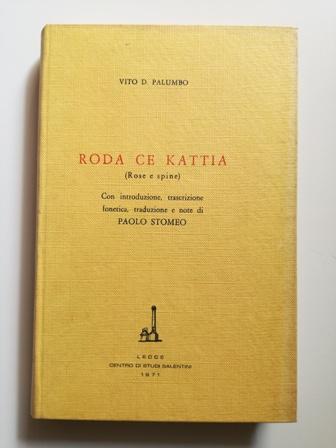 VITO D. PALUMBO
RODA CE KATTIA
(Rose e spine)
Con introduzione, trascrizione
fonetica, traduzione e note di
PAOLO STOMEO
LECCE
CENTRO DI STUDI SALENTINI
1971